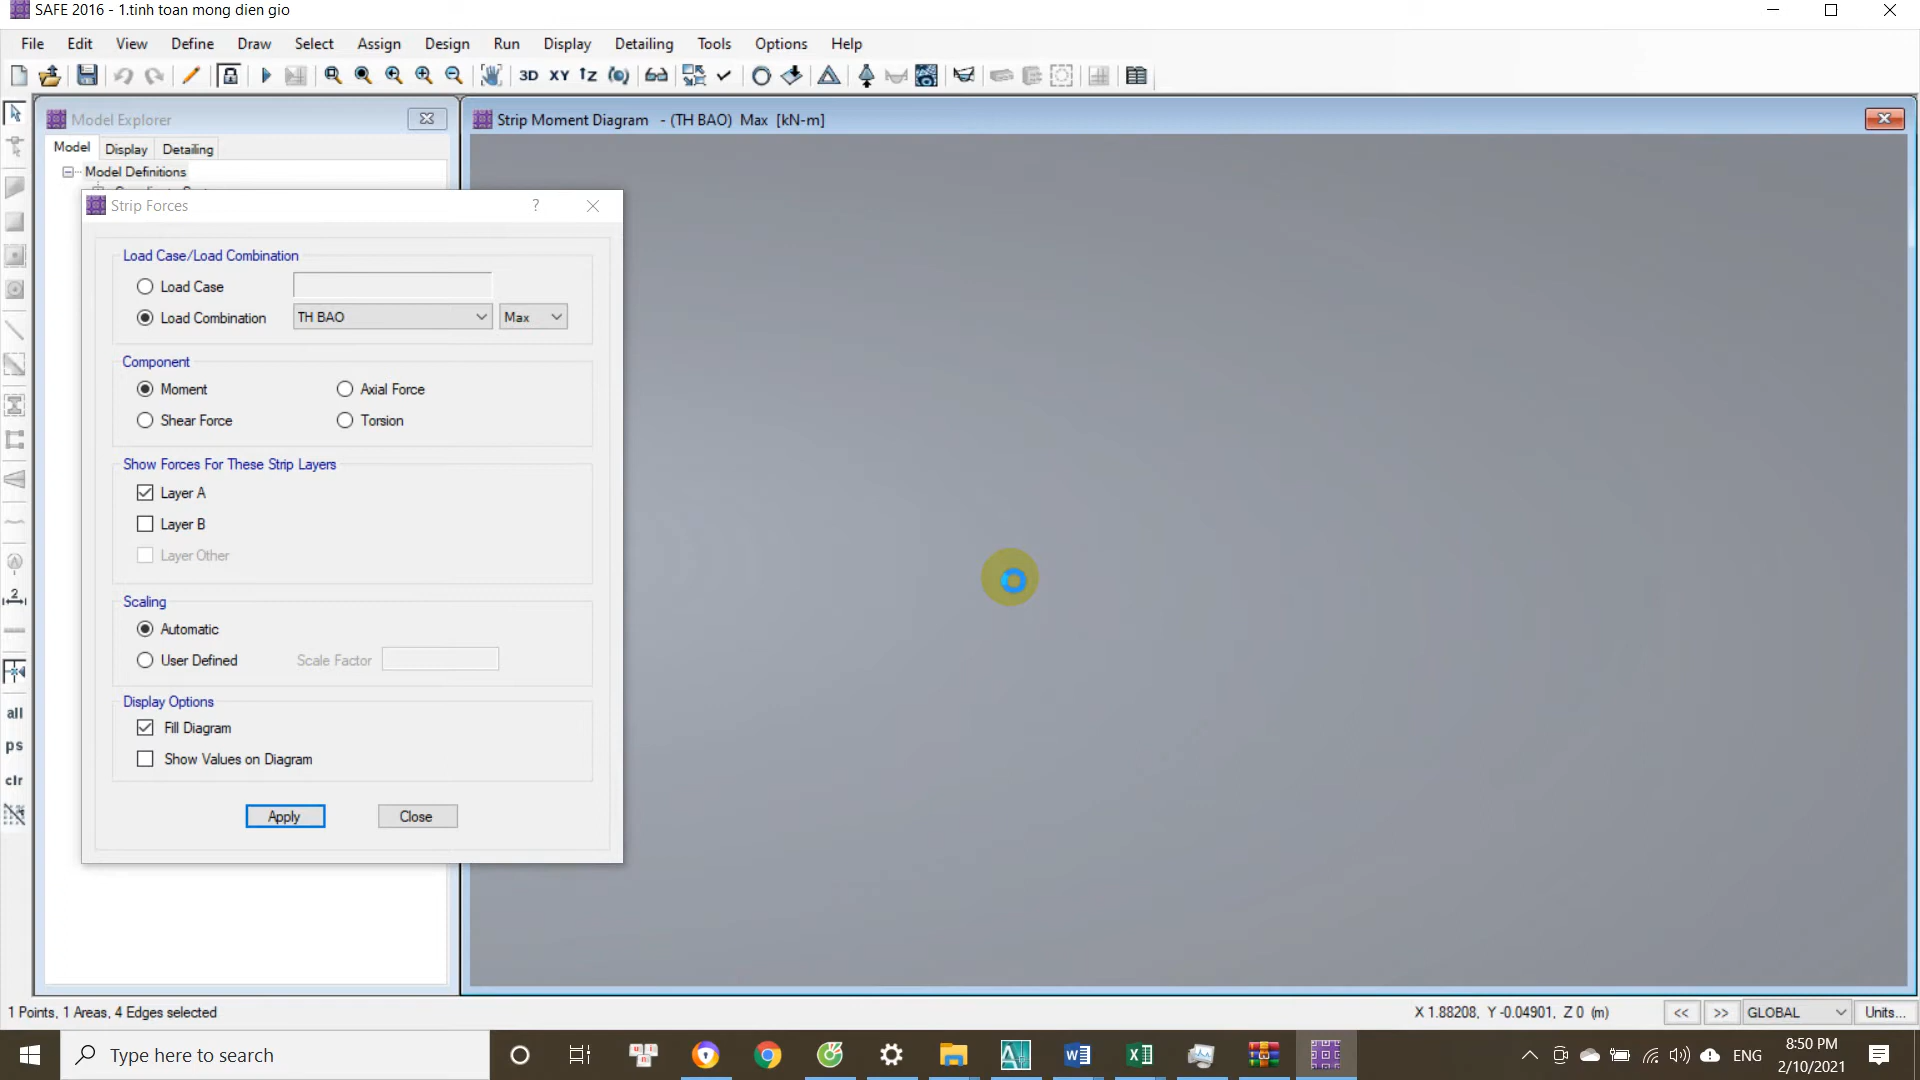 SAFE 2016 - 1.tinh toan mong dien gio
File Edit View Define Draw Select Assign Design Run Display Detailing Tools Options Help
3D XY
Model Explorer
Strip Moment Diagram - (TH BAO) Max [kN-m]
Model Display Detailing
Model Definitions
Strip Forces ?
Load Case/Load Combination
Load Case
Load Combination TH BAO Max
Component
Moment Axial Force
Shear Force Torsion
Show Forces For These Strip Layers
Layer A
Layer B
Layer Other
Scaling
Automatic
User Defined Scale Factor
Display Options
Fill Diagram
Show Values on Diagram
Apply Close
2
all
ps
clr
1 Points, 1 Areas, 4 Edges selected
X 1.88208, Y -0.04901, Z 0 (m) << >> GLOBAL Units...
Type here to search
ENG
8:50 PM
2/10/2021